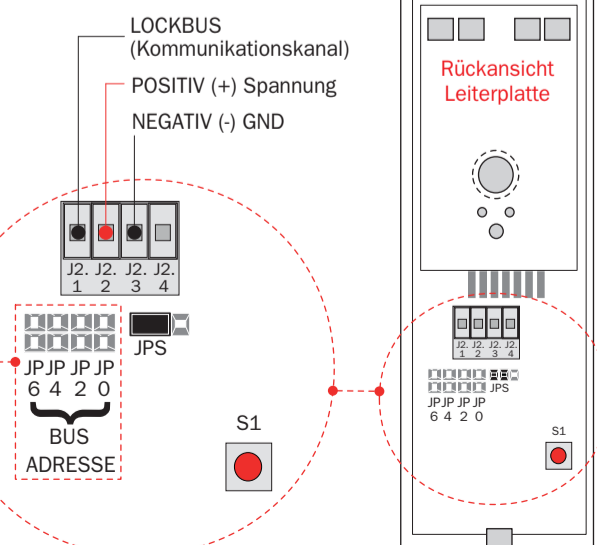 LOCKBUS
(Kommunikationskanal)
POSITIV (+) Spannung
NEGATIV (-) GND
J2. J2. J2. J2.
1 2 3 4
JPS
JP JP JP JP
6 4 2 0
BUS
ADRESSE
S1
Rückansicht
Leiterplatte
J2. J2. J2. J2.
1 2 3 4
JPS
JP JP JP JP
6 4 2 0
S1